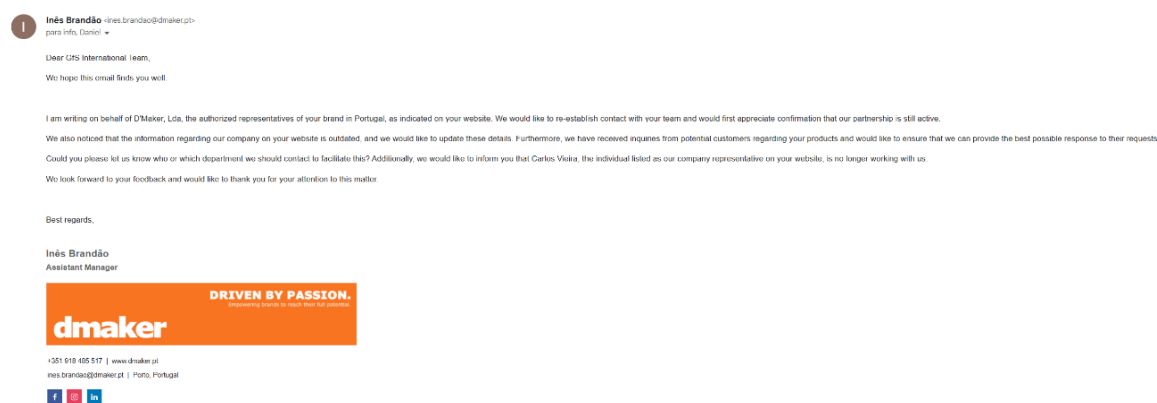 I
Inês Brandão <ines.brandao@dmaker.pt>
para info, Daniel
Dear GfS International Team,
We hope this email finds you well.
I am writing on behalf of D'Maker, Lda, the authorized representatives of your brand in Portugal, as indicated on your website. We would like to re-establish contact with your team and would first appreciate confirmation that our partnership is still active.
We also noticed that the information regarding our company on your website is outdated, and we would like to update these details. Furthermore, we have received inquiries from potential customers regarding your products and would like to ensure that we can provide the best possible response to their requests
Could you please let us know who or which department we should contact to facilitate this? Additionally, we would like to inform you that Carlos Vieira, the individual listed as our company representative on your website, is no longer working with us.
We look forward to your feedback and would like to thank you for your attention to this matter.
Best regards,
Inês Brandão
Assistant Manager
DRIVEN BY PASSION.
Empowering brands to reach their full potential.
dmaker
+351 918 485 517 | www.dmaker.pt
ines.brandao@dmaker.pt | Porto, Portugal